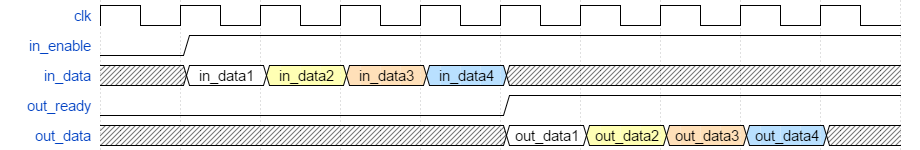 clk
in_enable
in_data in_data1 in_data2 in_data3 in_data4
out_ready
out_data out_data1 out_data2 out_data3 out_data4